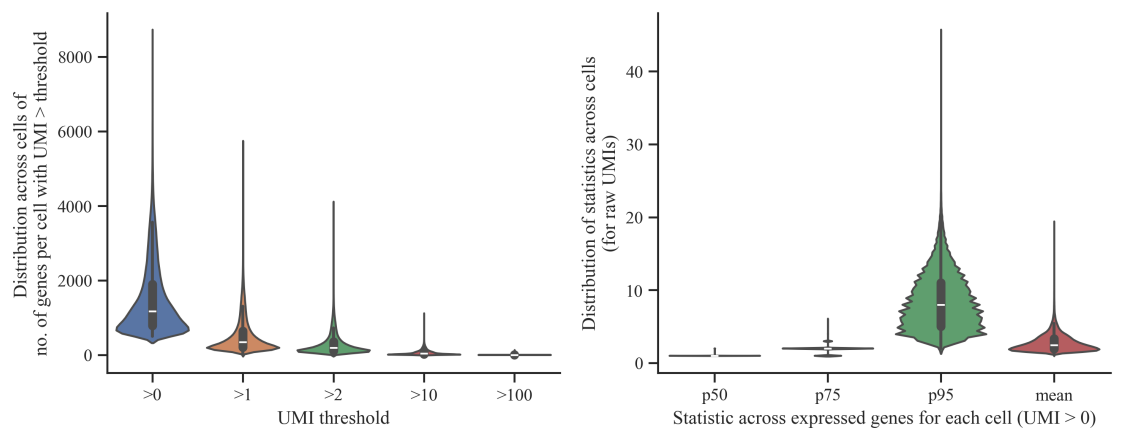 Distribution across cells of
no. of genes per cell with UMI > threshold
8000
6000
4000
2000
0
>0
>1
>2
>10
>100
UMI threshold
Distribution of statistics across cells
(for raw UMIs)
40
30
20
10
0
p50
p75
p95
mean
Statistic across expressed genes for each cell (UMI > 0)